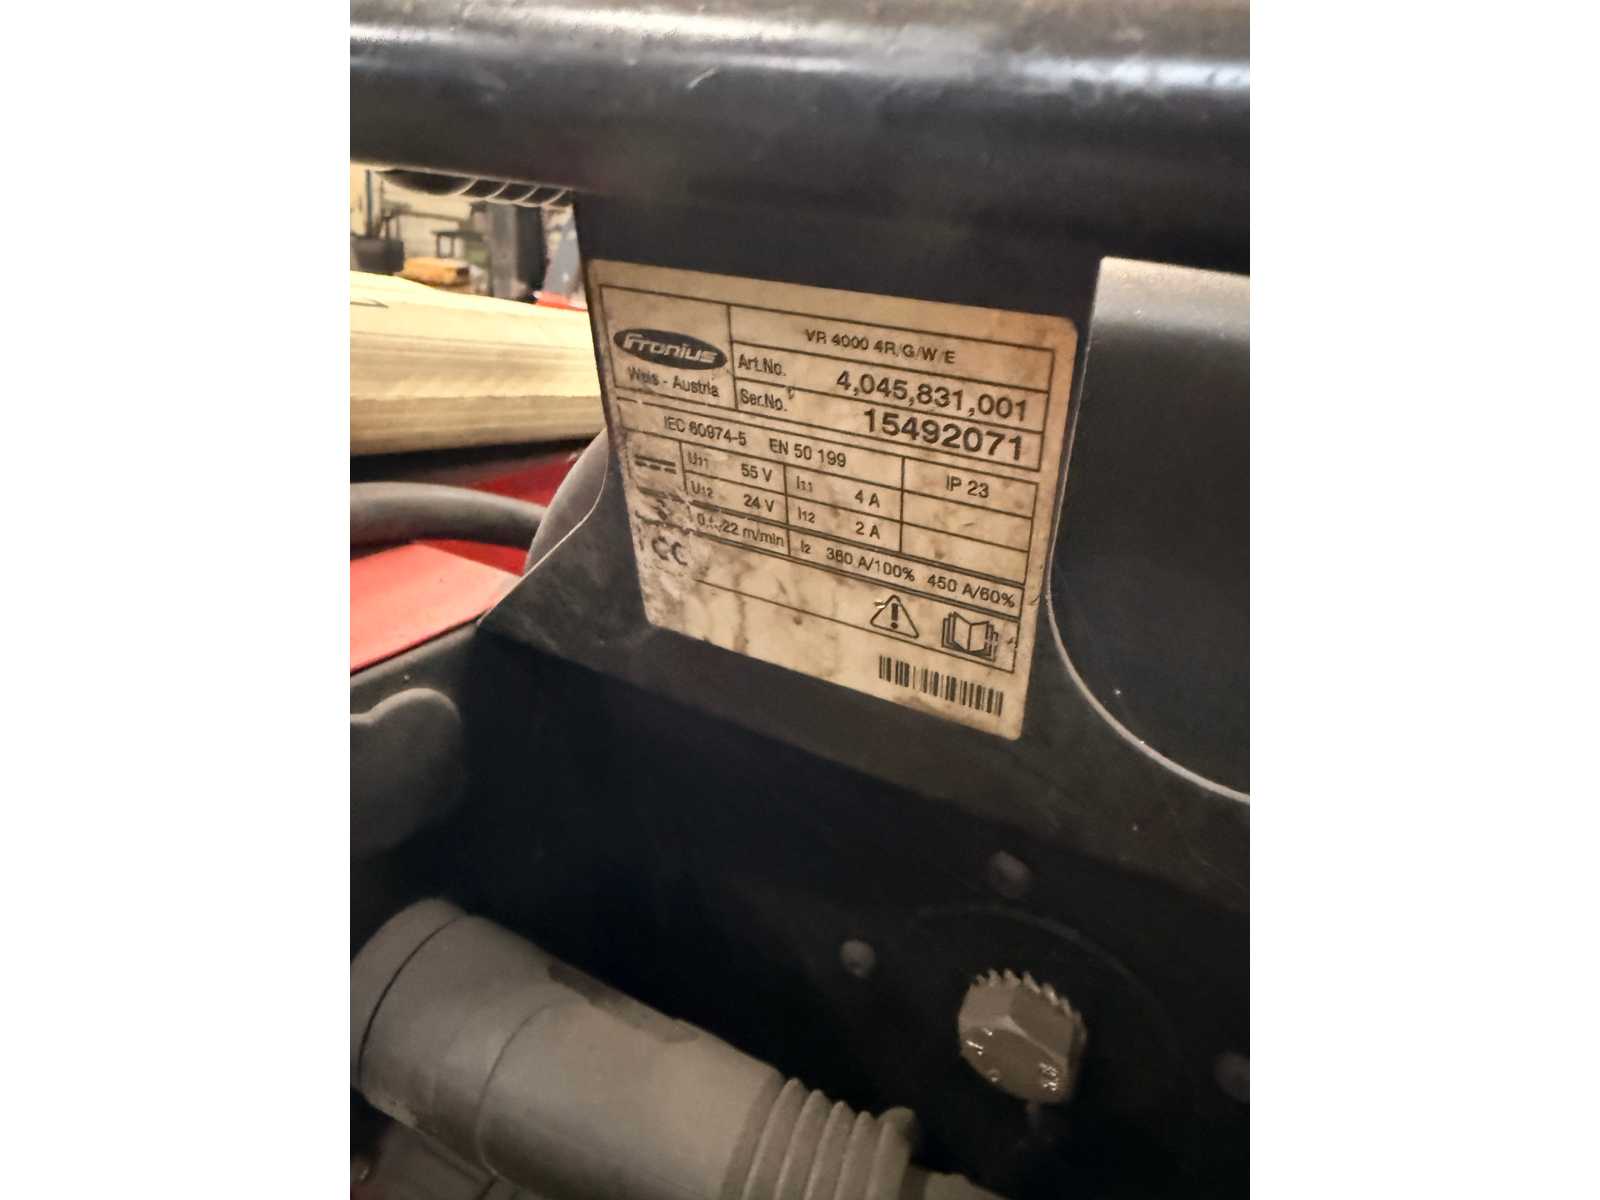 VR 4000 4R/G/W/E
Fronius
Wels - Austria
Art.No. 4,045,831,001
Ser.No. 15492071
IEC 60974-5 EN 50 199 IP 23
U11 55 V I11 4 A
U12 24 V I12 2 A
22 m/min I2 360 A/100% 450 A/60%